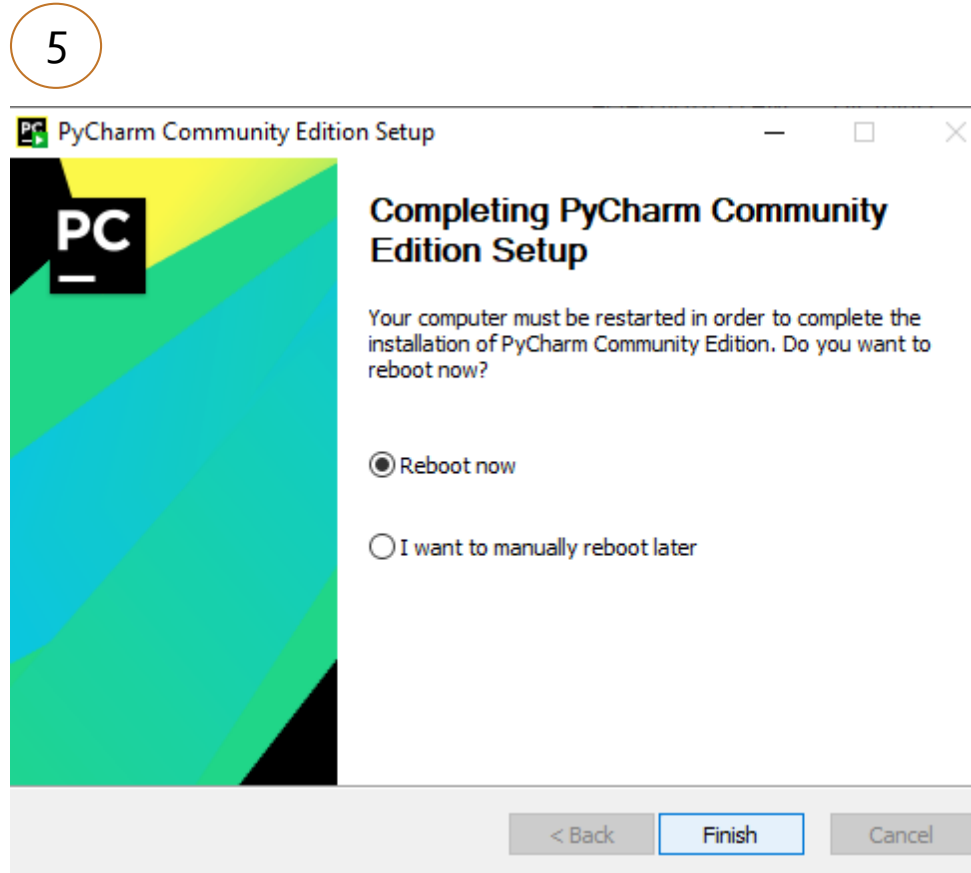 5
PyCharm Community Edition Setup
PC
Completing PyCharm Community
Edition Setup
Your computer must be restarted in order to complete the
installation of PyCharm Community Edition. Do you want to
reboot now?
Reboot now
I want to manually reboot later
< Back
Finish
Cancel